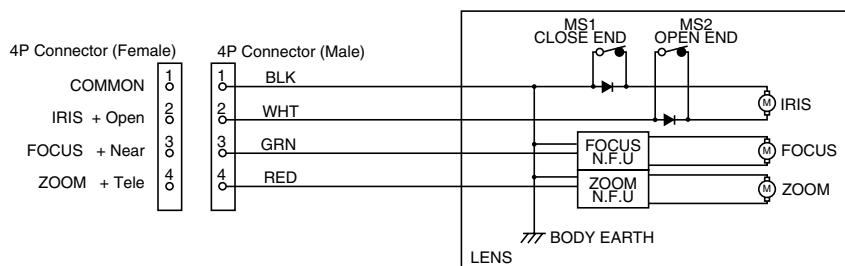 MS1
CLOSE END
MS2
OPEN END
4P Connector (Female)
4P Connector (Male)
COMMON 1 1 BLK
IRIS + Open 2 2 WHT
M IRIS
FOCUS + Near 3 3 GRN
FOCUS
N.F.U
M FOCUS
ZOOM + Tele 4 4 RED
ZOOM
N.F.U
M ZOOM
BODY EARTH
LENS